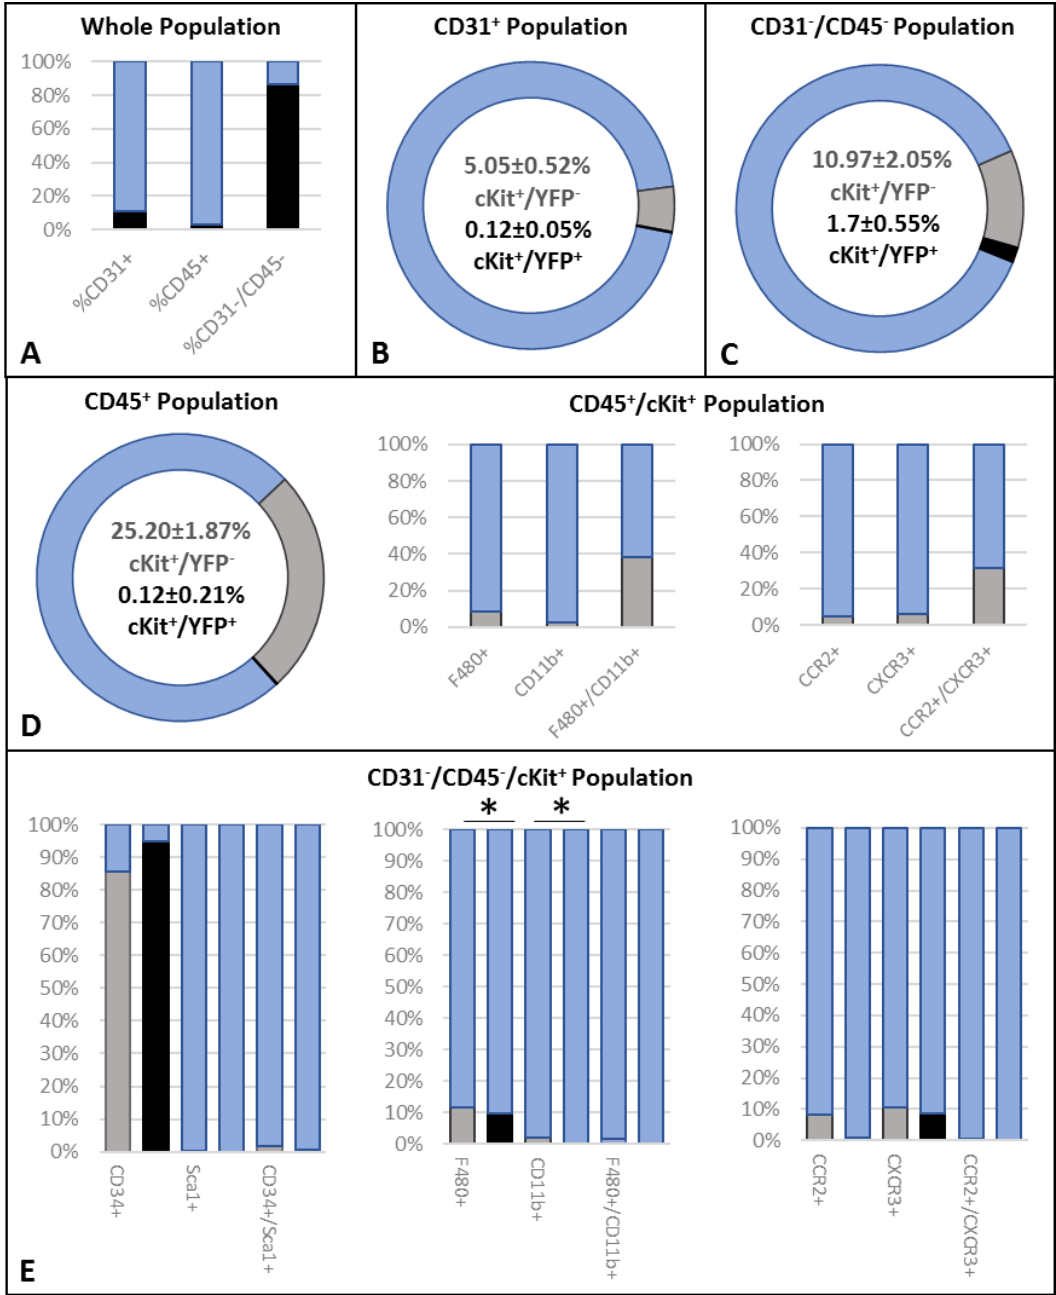 Whole Population
100%
80%
60%
40%
20%
0%
%CD31+
%CD45+
%CD31-/CD45-
A
CD31⁺ Population
5.05±0.52%
cKit⁺/YFP⁻
0.12±0.05%
cKit⁺/YFP⁺
B
CD31⁻/CD45⁻ Population
10.97±2.05%
cKit⁺/YFP⁻
1.7±0.55%
cKit⁺/YFP⁺
C
CD45⁺ Population
25.20±1.87%
cKit⁺/YFP⁻
0.12±0.21%
cKit⁺/YFP⁺
D
CD45⁺/cKit⁺ Population
100%
80%
60%
40%
20%
0%
F480+
CD11b+
F480+/CD11b+
100%
80%
60%
40%
20%
0%
CCR2+
CXCR3+
CCR2+/CXCR3+
CD31⁻/CD45⁻/cKit⁺ Population
100%
90%
80%
70%
60%
50%
40%
30%
20%
10%
0%
CD34+
Sca1+
CD34+/Sca1+
* *
100%
90%
80%
70%
60%
50%
40%
30%
20%
10%
0%
F480+
CD11b+
F480+/CD11b+
100%
90%
80%
70%
60%
50%
40%
30%
20%
10%
0%
CCR2+
CXCR3+
CCR2+/CXCR3+
E